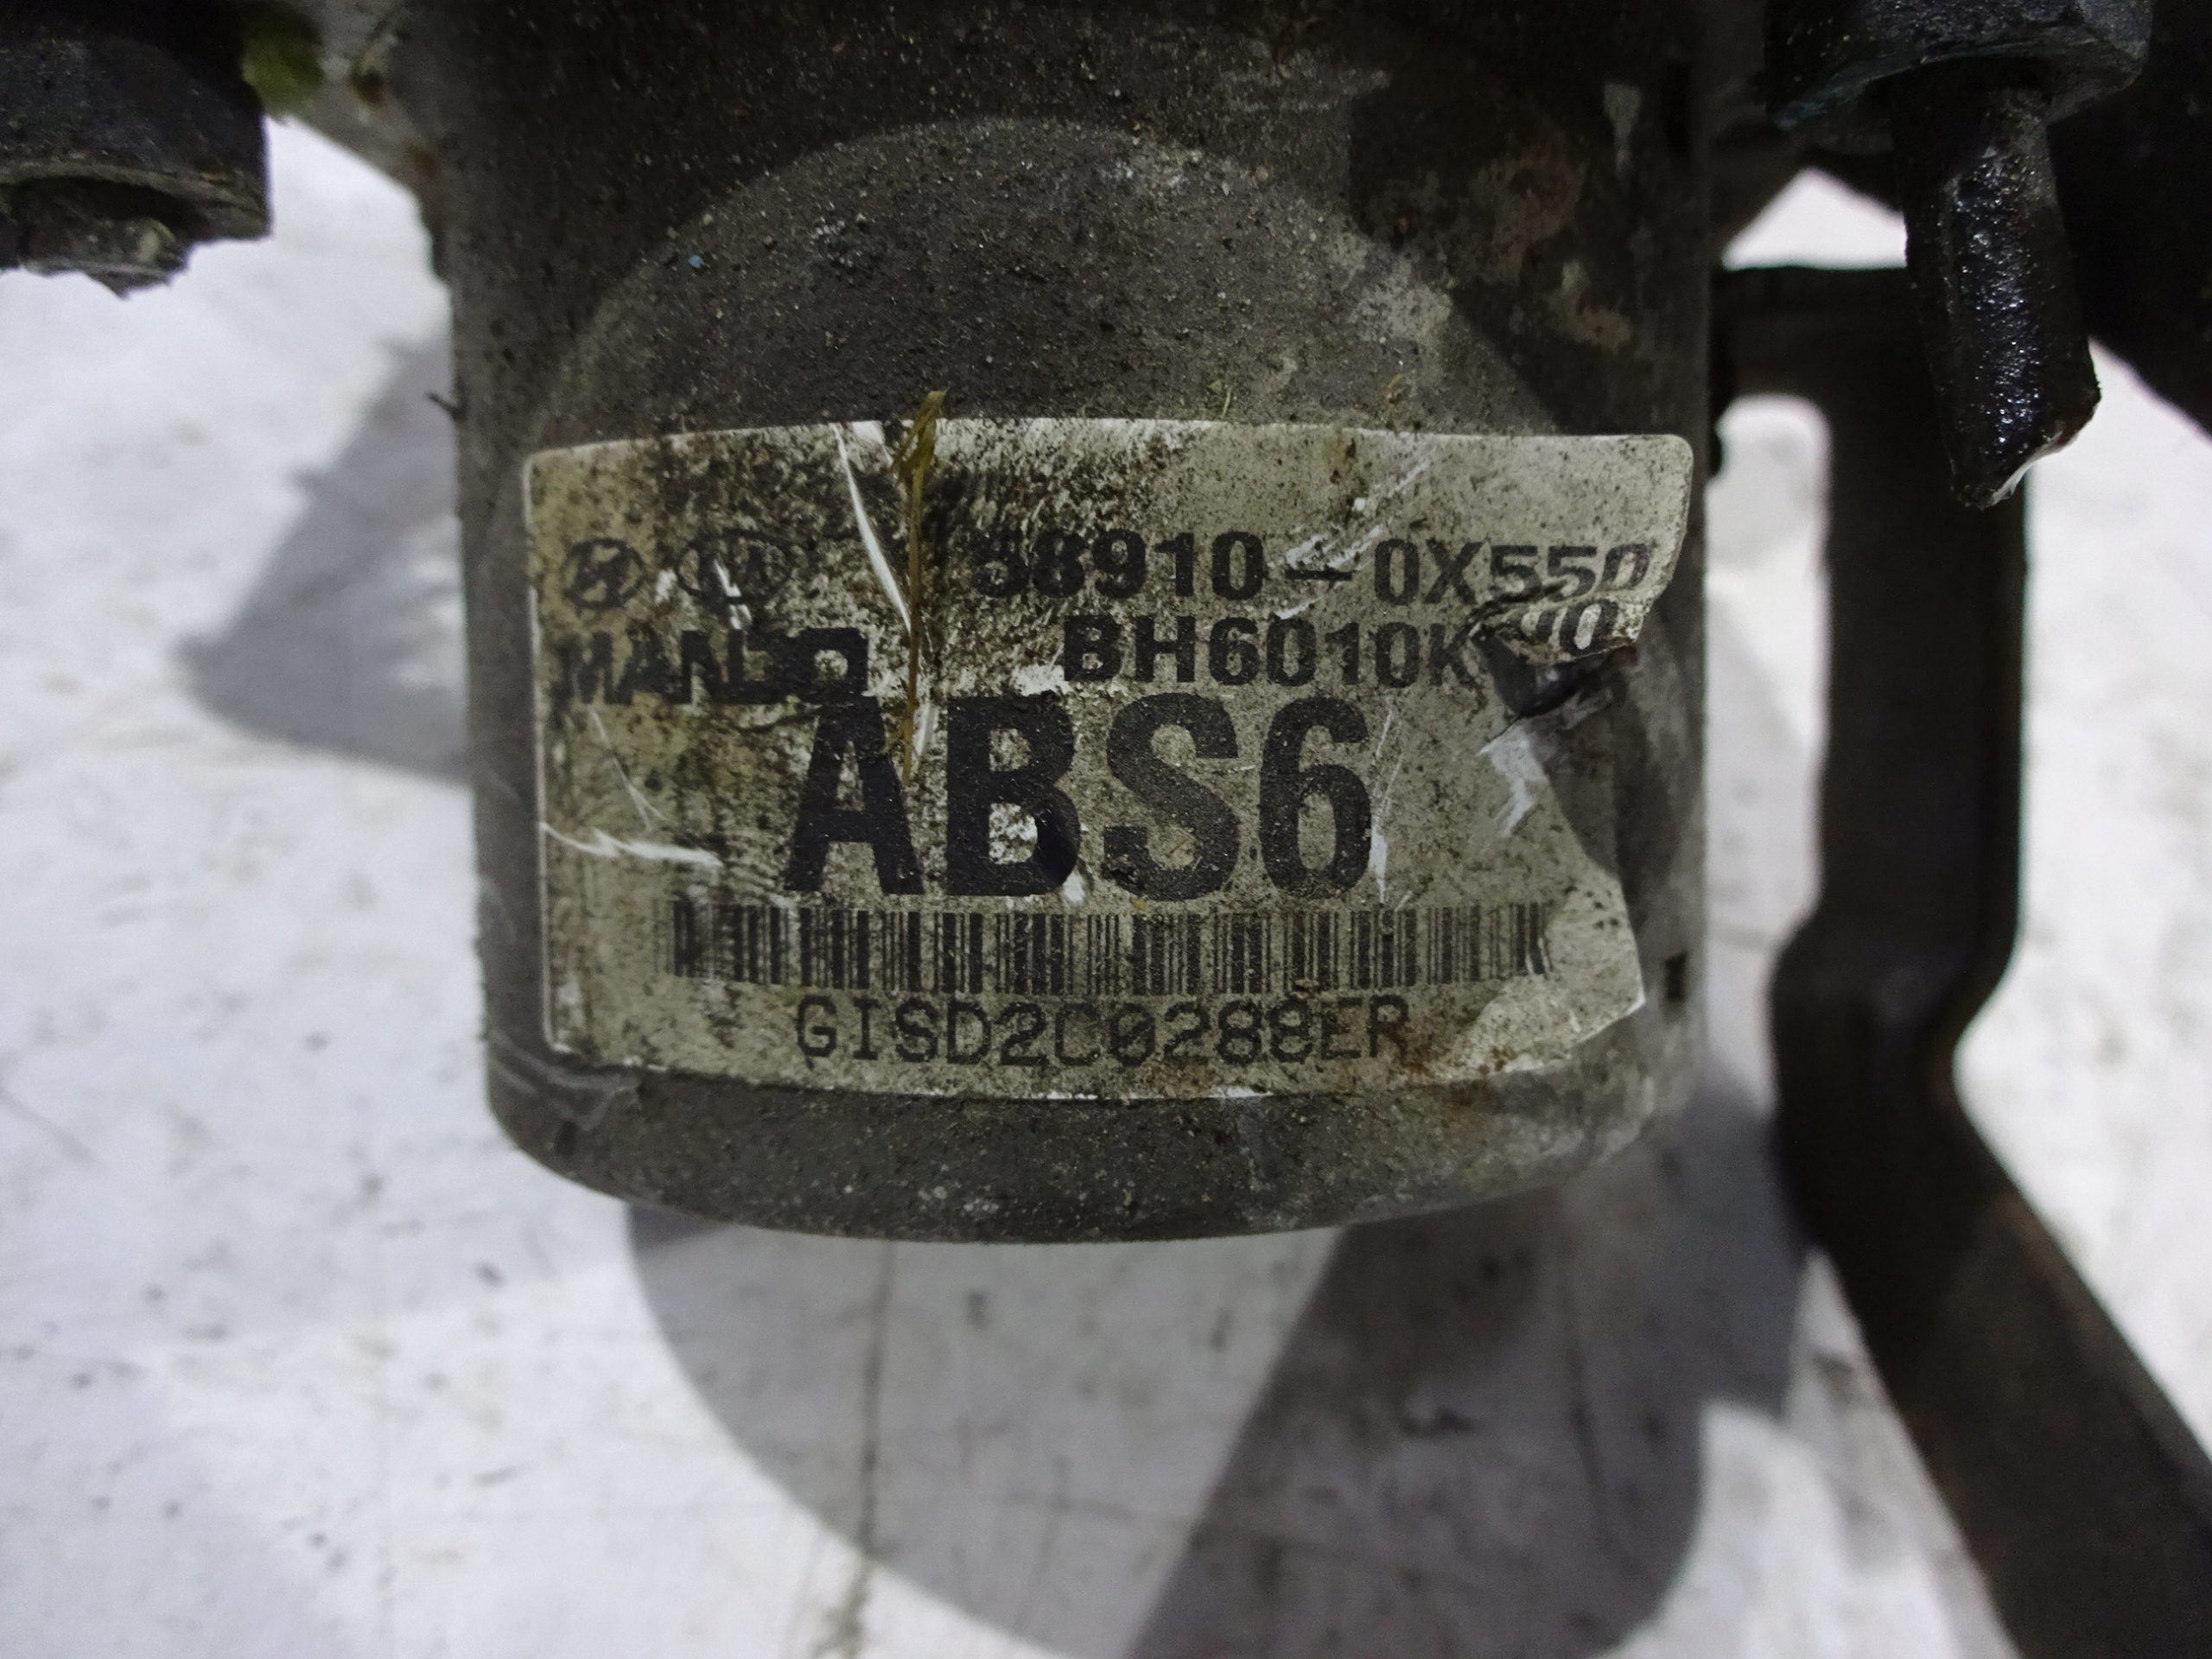 58910-0X550
MANDO
BH6010K
ABS6
GISD2C0288ER